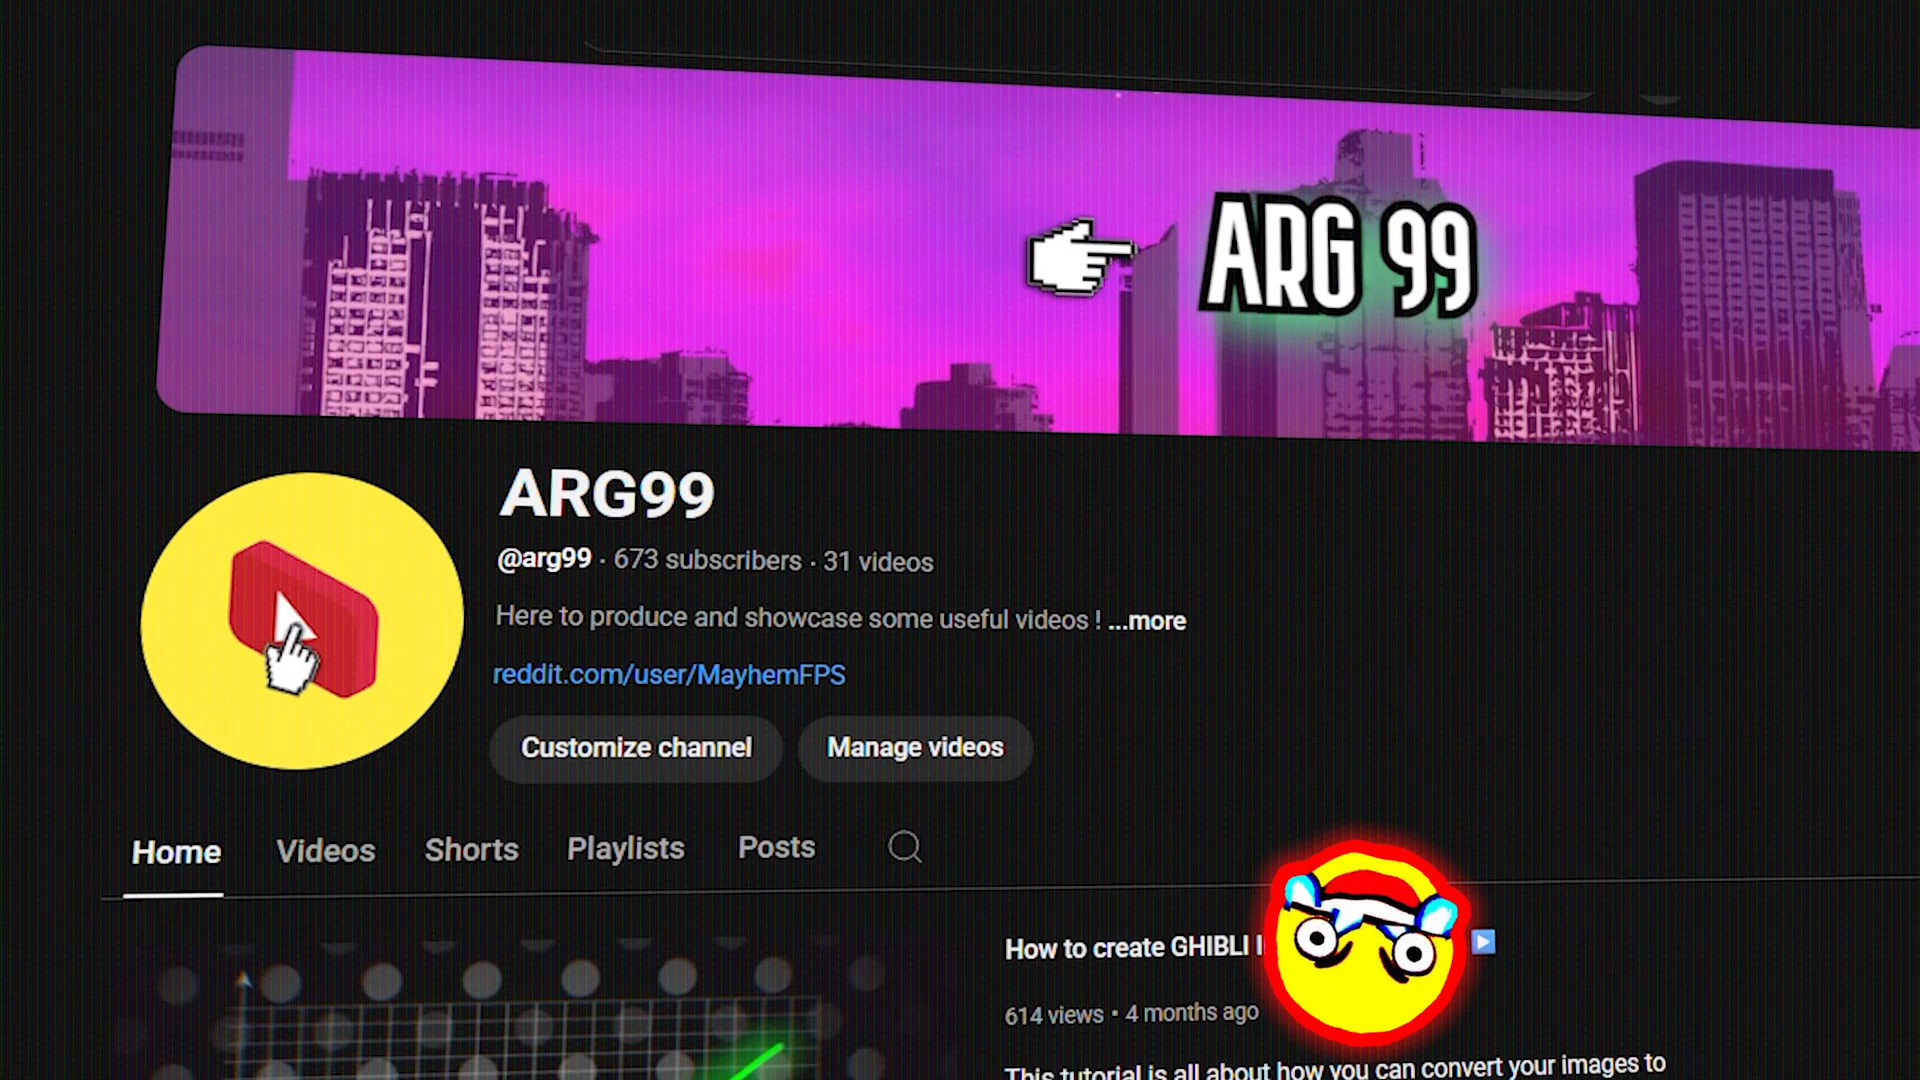 ARG 99
ARG99
@arg99 · 673 subscribers · 31 videos
Here to produce and showcase some useful videos ! ...more
reddit.com/user/MayhemFPS
Customize channel Manage videos
Home Videos Shorts Playlists Posts
How to create GHIBLI
614 views • 4 months ago
This tutorial is all about how you can convert your images to